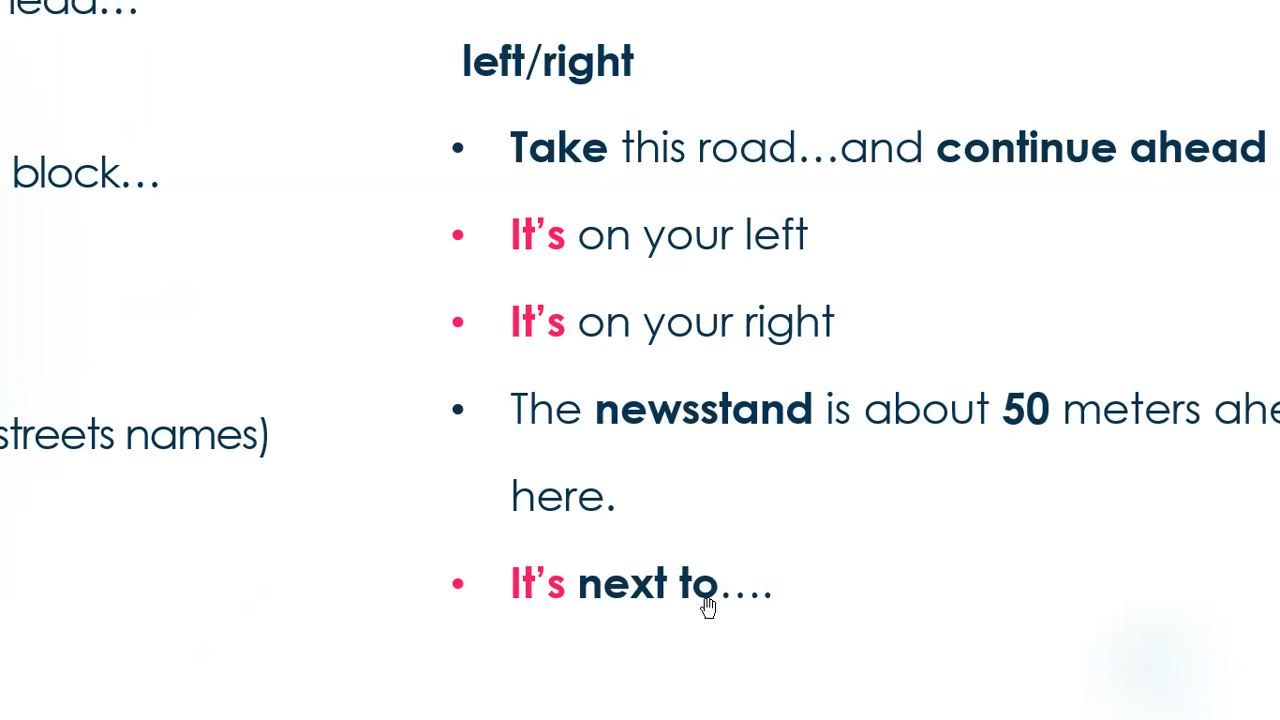 lead…
block…
streets names)
left/right
• Take this road…and continue ahead
• It’s on your left
• It’s on your right
• The newsstand is about 50 meters ahe
here.
• It’s next to….